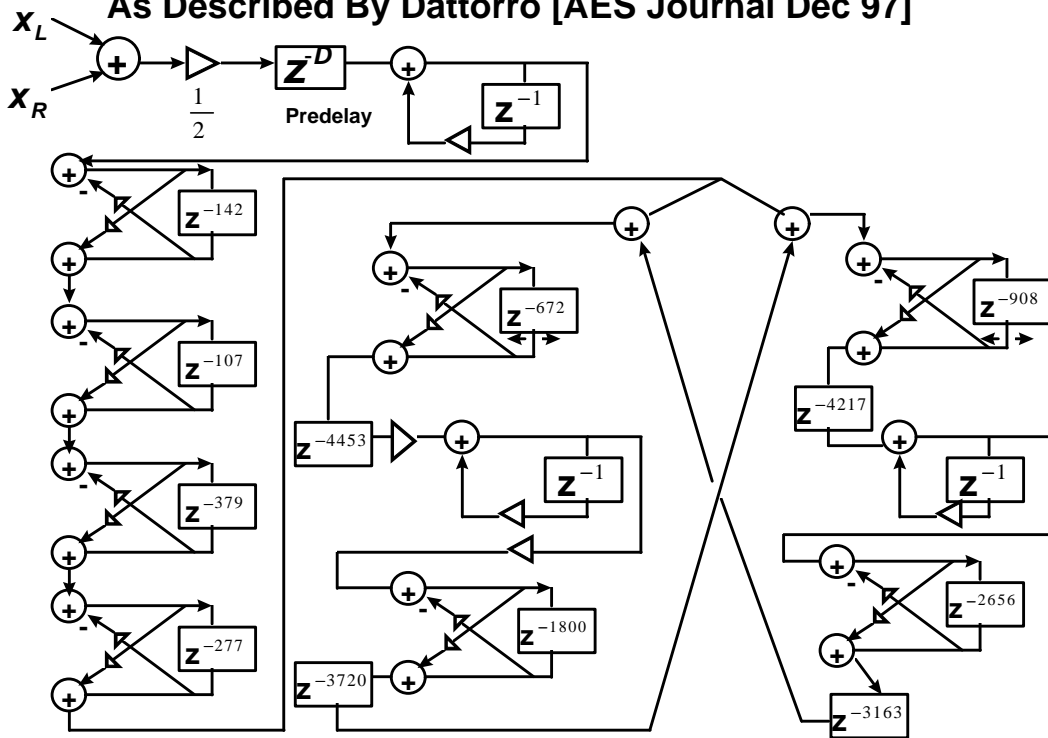 As Described By Dattorro [AES Journal Dec 97]
x_L
+
z^-D
+
x_R
1/2
Predelay
z^-1
+
-
z^-142
+
+
-
z^-107
+
+
-
z^-379
+
+
-
z^-277
+
+
+
+
-
z^-672
+
z^-4453
+
z^-1
+
-
z^-1800
z^-3720
+
+
-
z^-908
+
z^-4217
+
z^-1
+
-
z^-2656
+
z^-3163